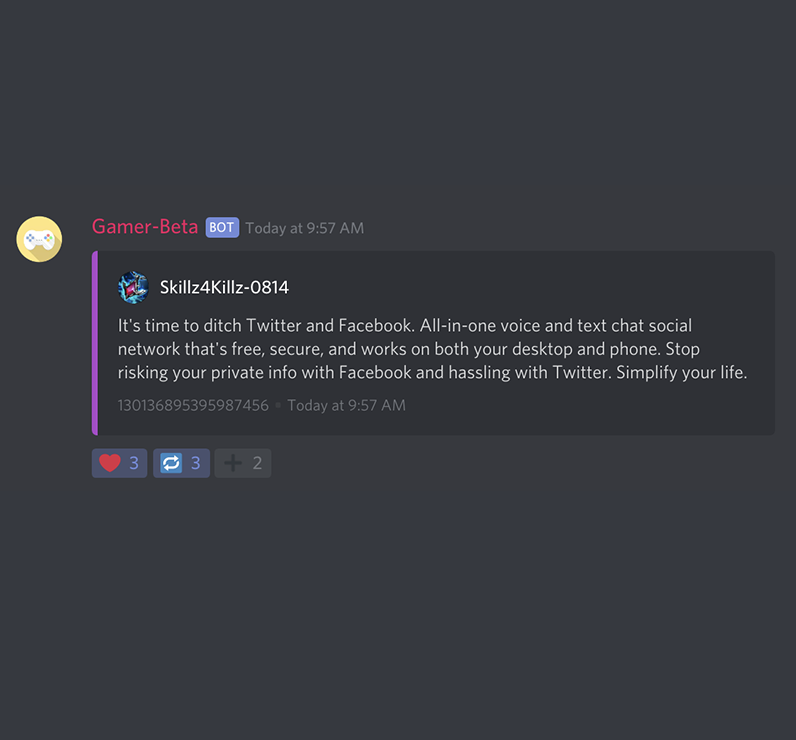 Gamer-Beta BOT Today at 9:57 AM
Skillz4Killz-0814
It's time to ditch Twitter and Facebook. All-in-one voice and text chat social
network that's free, secure, and works on both your desktop and phone. Stop
risking your private info with Facebook and hassling with Twitter. Simplify your life.
130136895395987456 • Today at 9:57 AM
3 3 2